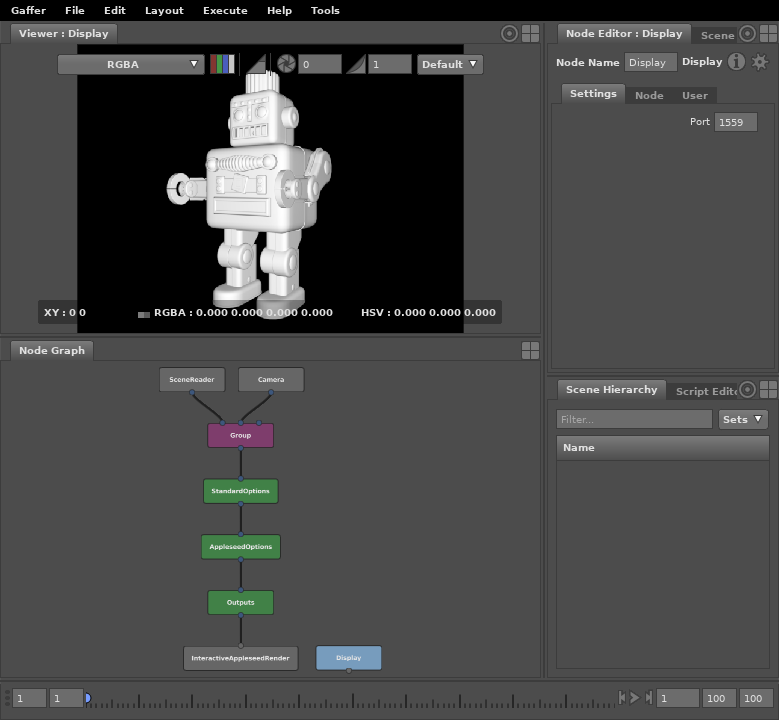 Gaffer File Edit Layout Execute Help Tools
Viewer : Display
RGBA 0 1 Default
XY : 0 0 RGBA : 0.000 0.000 0.000 0.000 HSV : 0.000 0.000 0.000
Node Editor : Display Scene
Node Name Display Display
Settings Node User
Port 1559
Node Graph
SceneReader Camera
Group
StandardOptions
AppleseedOptions
Outputs
InteractiveAppleseedRender Display
Scene Hierarchy Script Edit
Filter... Sets
Name
1 1 1 100 100